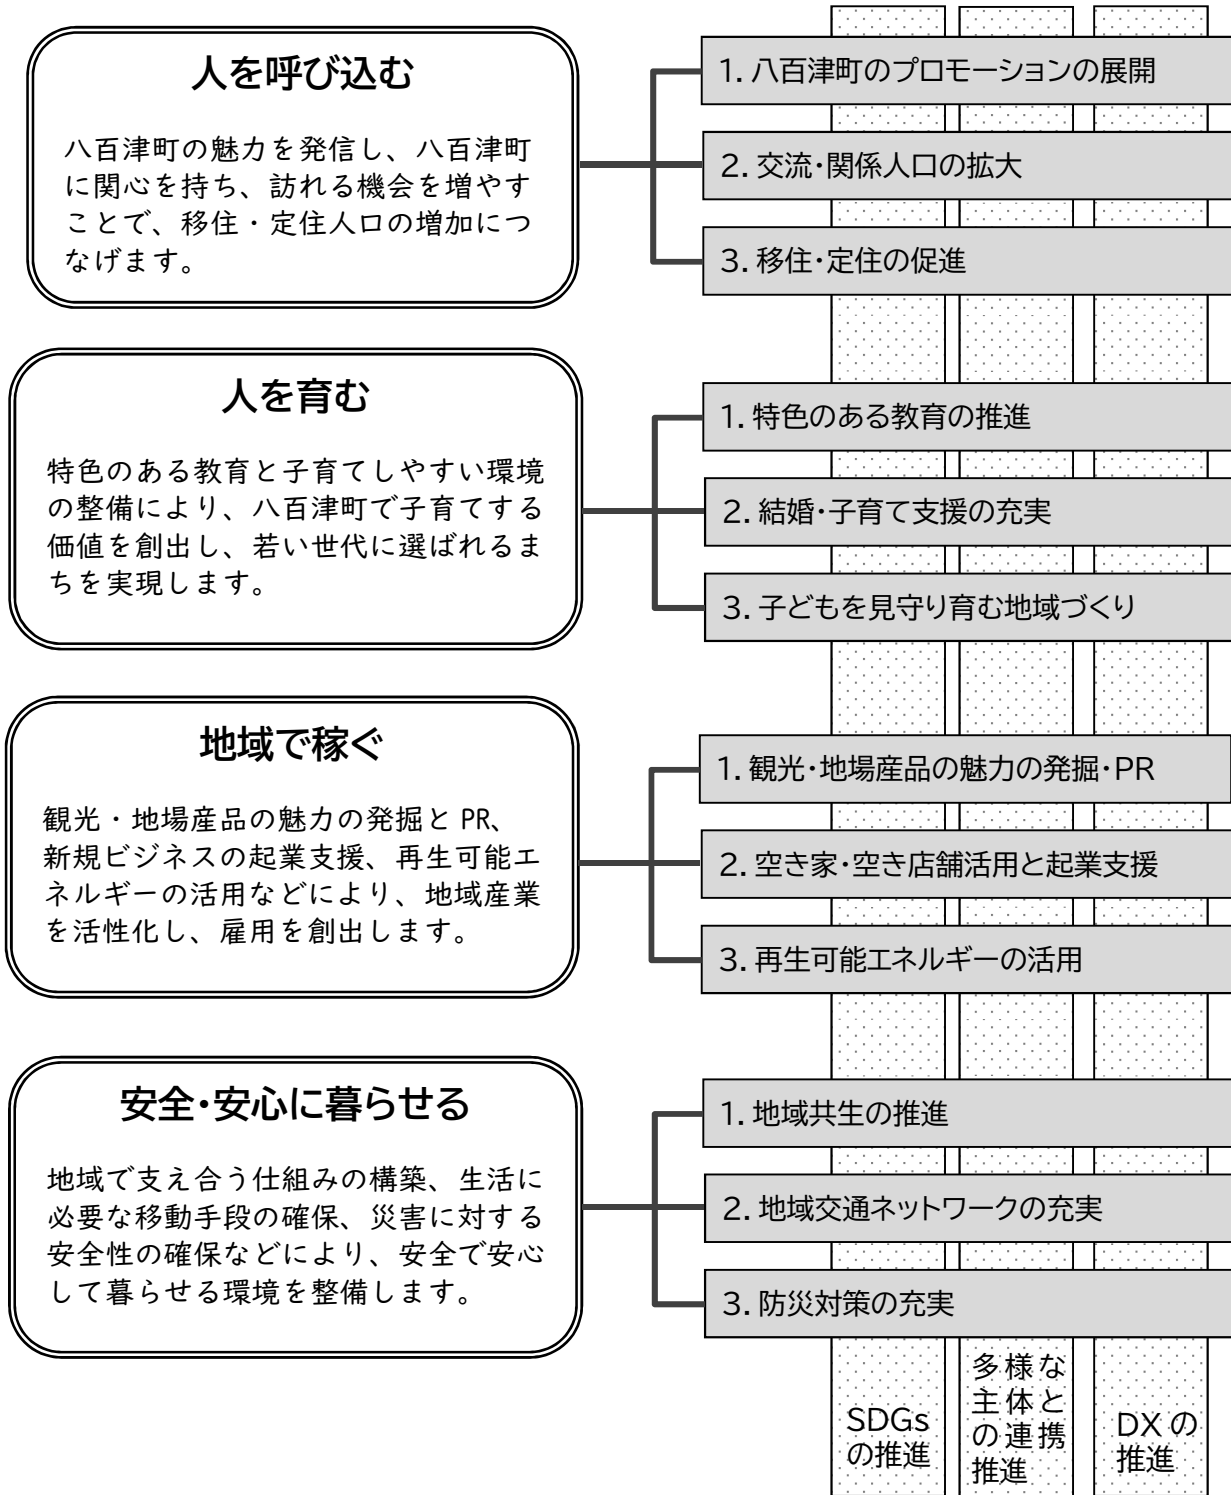 人を呼び込む
八百津町の魅力を発信し、八百津町
に関心を持ち、訪れる機会を増やす
ことで、移住・定住人口の増加につ
なげます。
1. 八百津町のプロモーションの展開
2. 交流・関係人口の拡大
3. 移住・定住の促進
人を育む
特色のある教育と子育てしやすい環境
の整備により、八百津町で子育てする
価値を創出し、若い世代に選ばれるま
ちを実現します。
1. 特色のある教育の推進
2. 結婚・子育て支援の充実
3. 子どもを見守り育む地域づくり
地域で稼ぐ
観光・地場産品の魅力の発掘と PR、
新規ビジネスの起業支援、再生可能エ
ネルギーの活用などにより、地域産業
を活性化し、雇用を創出します。
1. 観光・地場産品の魅力の発掘・PR
2. 空き家・空き店舗活用と起業支援
3. 再生可能エネルギーの活用
安全・安心に暮らせる
地域で支え合う仕組みの構築、生活に
必要な移動手段の確保、災害に対する
安全性の確保などにより、安全で安心
して暮らせる環境を整備します。
1. 地域共生の推進
2. 地域交通ネットワークの充実
3. 防災対策の充実
SDGs
の推進
多様な
主体と
の連携
推進
DX の
推進